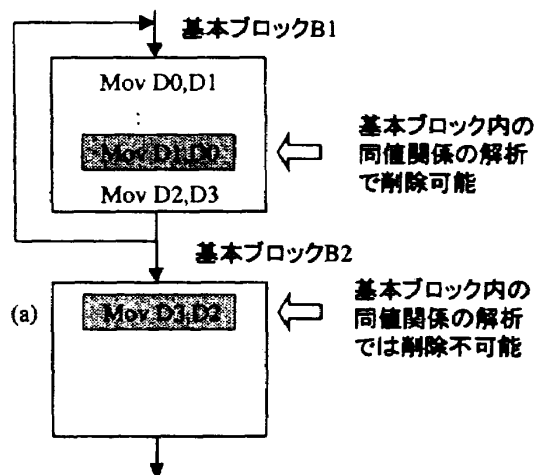 基本ブロックB1
Mov D0,D1
:
Mov D1,D0
Mov D2,D3
基本ブロック内の
同値関係の解析
で削除可能
基本ブロックB2
(a)
Mov D3,D2
基本ブロック内の
同値関係の解析
では削除不可能